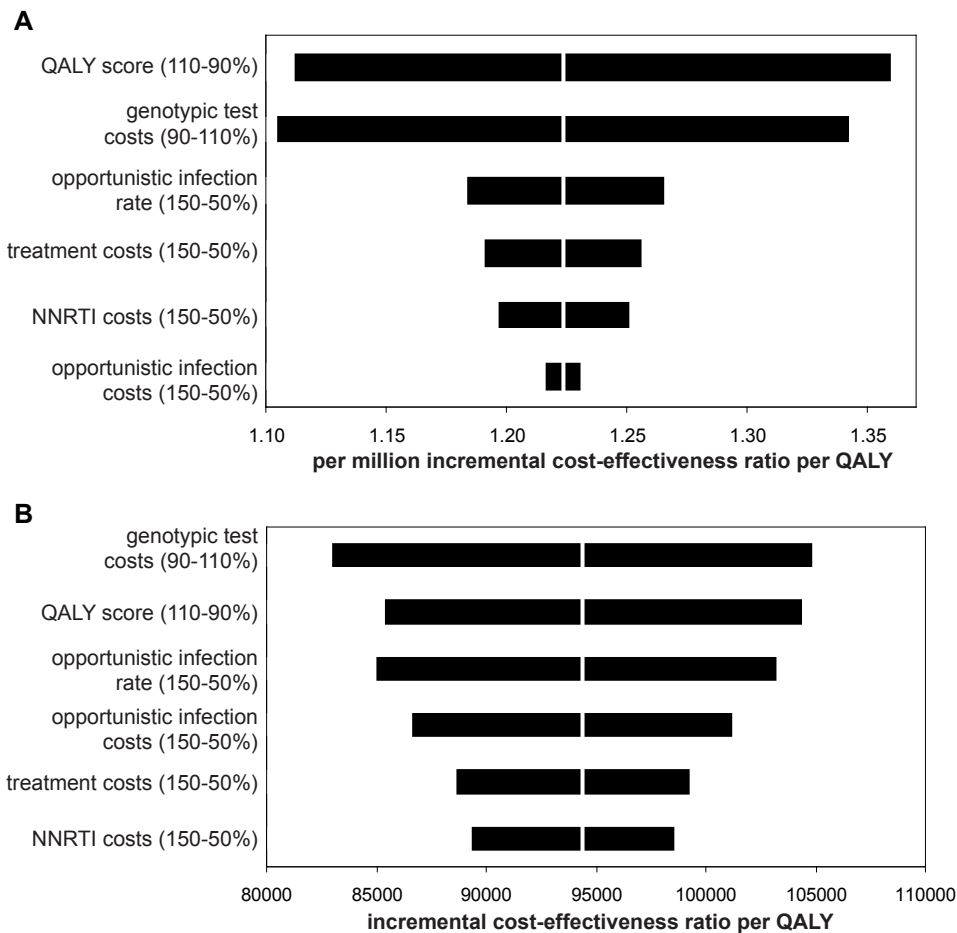 A
QALY score (110-90%)
genotypic test
costs (90-110%)
opportunistic infection
rate (150-50%)
treatment costs (150-50%)
NNRTI costs (150-50%)
opportunistic infection
costs (150-50%)
1.10 1.15 1.20 1.25 1.30 1.35
per million incremental cost-effectiveness ratio per QALY
B
genotypic test
costs (90-110%)
QALY score (110-90%)
opportunistic infection
rate (150-50%)
opportunistic infection
costs (150-50%)
treatment costs (150-50%)
NNRTI costs (150-50%)
80000 85000 90000 95000 100000 105000 110000
incremental cost-effectiveness ratio per QALY